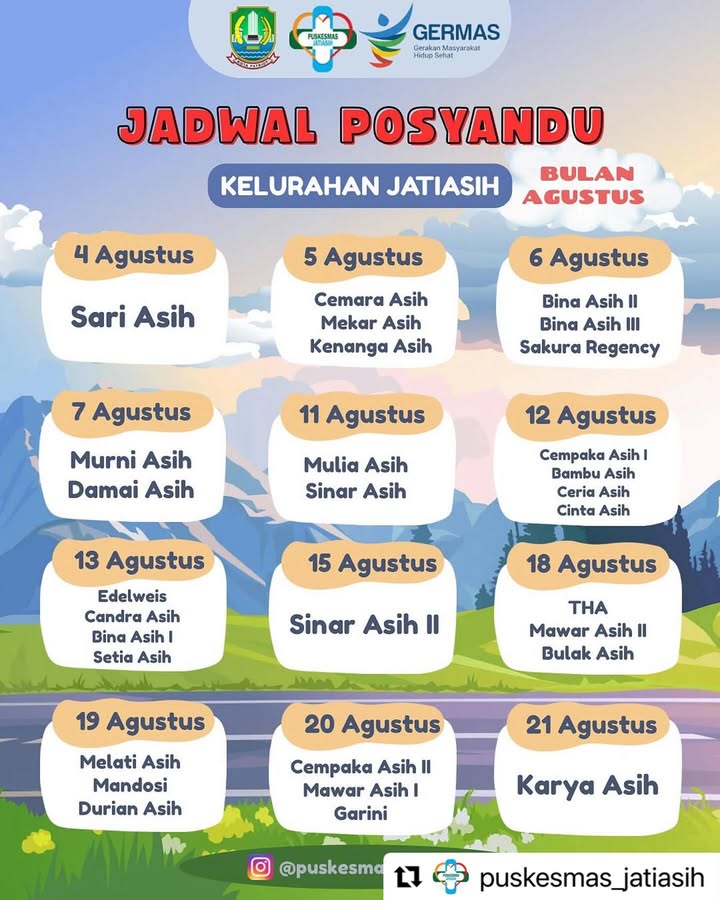 KOTA PATRIOT
PUSKESMAS
JATIASIH
GERMAS
Gerakan Masyarakat
Hidup Sehat
JADWAL POSYANDU
KELURAHAN JATIASIH
BULAN
AGUSTUS
4 Agustus
Sari Asih
5 Agustus
Cemara Asih
Mekar Asih
Kenanga Asih
6 Agustus
Bina Asih II
Bina Asih III
Sakura Regency
7 Agustus
Murni Asih
Damai Asih
11 Agustus
Mulia Asih
Sinar Asih
12 Agustus
Cempaka Asih I
Bambu Asih
Ceria Asih
Cinta Asih
13 Agustus
Edelweis
Candra Asih
Bina Asih I
Setia Asih
15 Agustus
Sinar Asih II
18 Agustus
THA
Mawar Asih II
Bulak Asih
19 Agustus
Melati Asih
Mandosi
Durian Asih
20 Agustus
Cempaka Asih II
Mawar Asih I
Garini
21 Agustus
Karya Asih
@puskesma
puskesmas_jatiasih